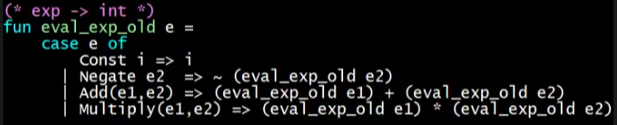 (* exp -> int *)
fun eval_exp_old e =
case e of
Const i => i
| Negate e2 => ~ (eval_exp_old e2)
| Add(e1,e2) => (eval_exp_old e1) + (eval_exp_old e2)
| Multiply(e1,e2) => (eval_exp_old e1) * (eval_exp_old e2)